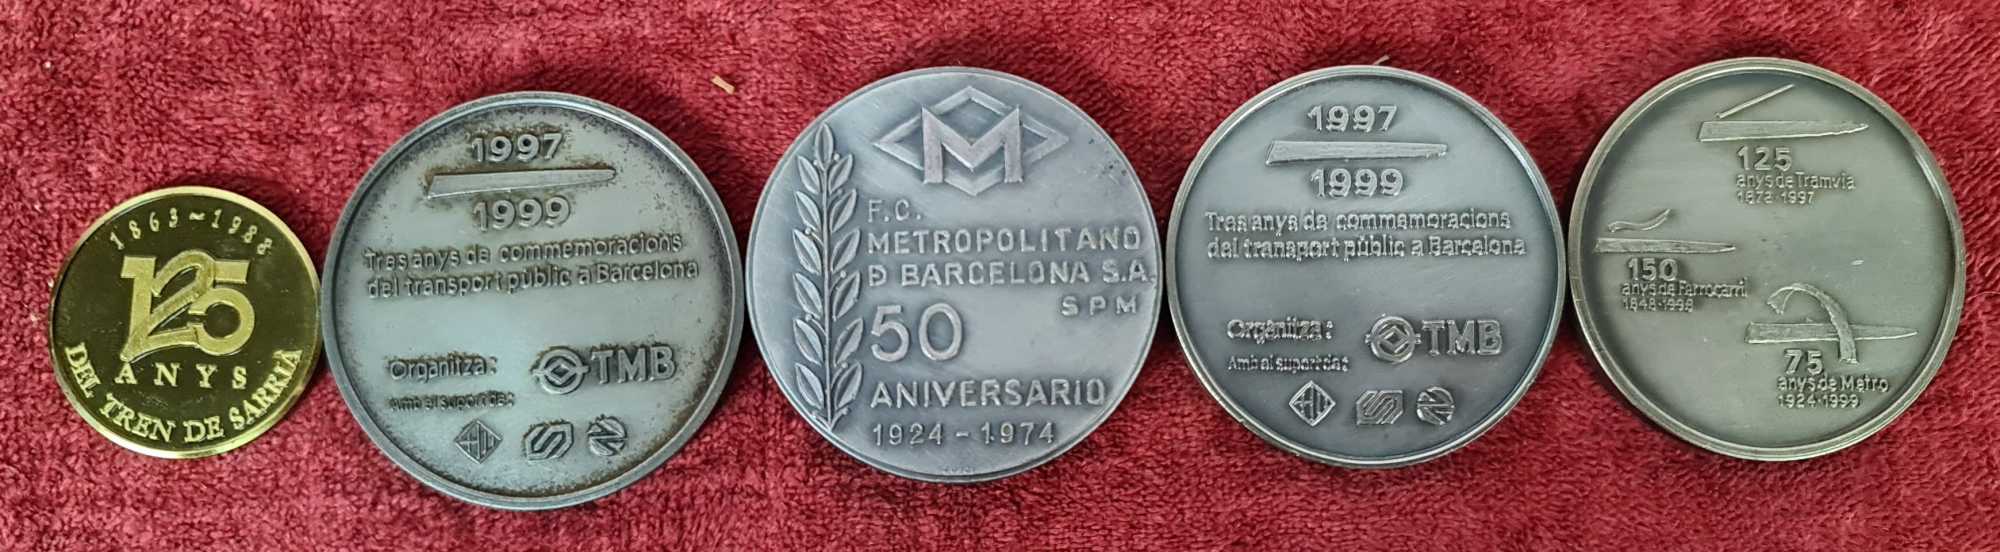 1863~1988
125
ANYS
DEL TREN DE SARRIÀ
1997
1999
Tres anys de commemoracions
del transport públic a Barcelona
Organitza:
TMB
Amb el suport de:
M
F.C.
METROPOLITANO
D BARCELONA S.A.
S P M
50
ANIVERSARIO
1924-1974
1997
1999
Tres anys de commemoracions
del transport públic a Barcelona
Organitza:
TMB
Amb el suport de:
125
anys de Tramvia
1872-1997
150
anys de Ferrocarril
1848-1998
75
anys de Metro
1924-1999